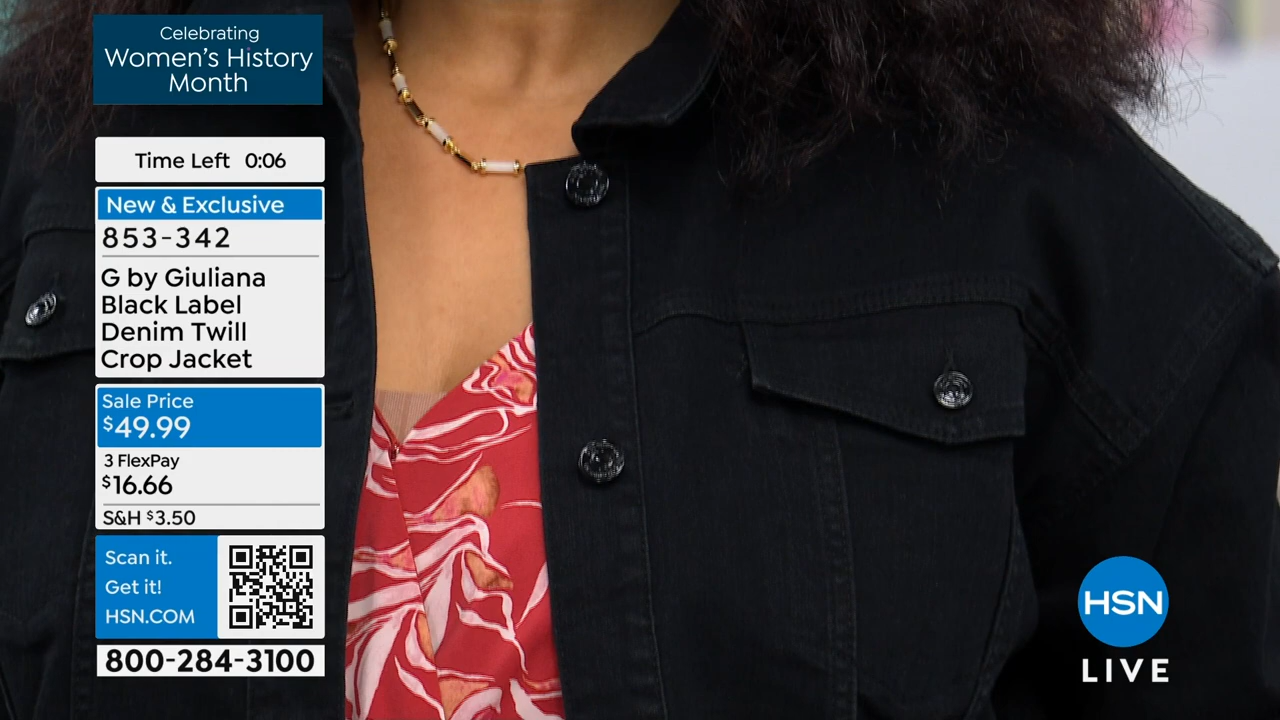 Celebrating
Women's History
Month
Time Left 0:06
New & Exclusive
853-342
G by Giuliana
Black Label
Denim Twill
Crop Jacket
Sale Price
$49.99
3 FlexPay
$16.66
S&H $3.50
Scan it.
Get it!
HSN.COM
800-284-3100
HSN
LIVE